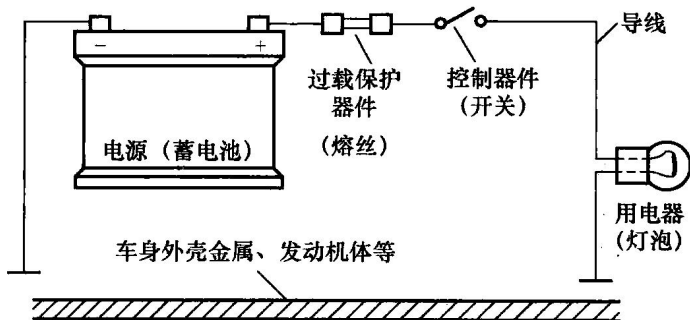 导线
− +
过载保护
器件
(熔丝)
控制器件
(开关)
电源（蓄电池）
用电器
(灯泡)
车身外壳金属、发动机体等